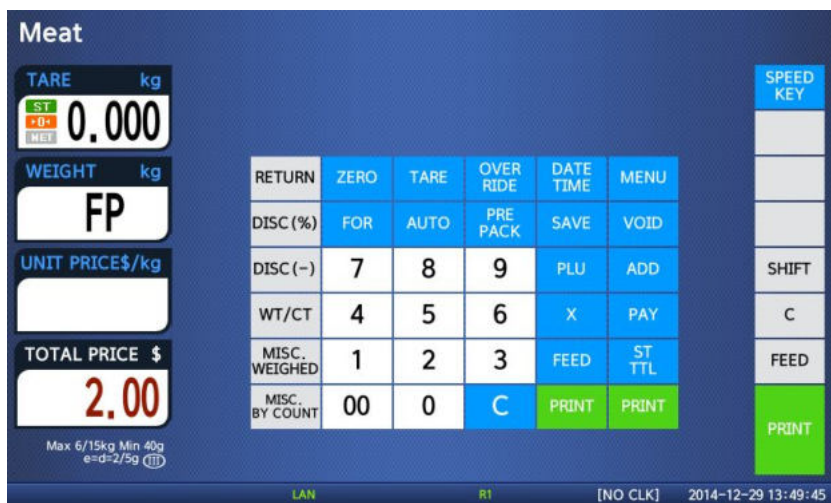 Meat
TARE kg
ST
→0←
NET
0.000
WEIGHT kg
FP
UNIT PRICE$/kg
TOTAL PRICE $
2.00
Max 6/15kg Min 40g
e=d=2/5g (III)
RETURN ZERO TARE OVER RIDE DATE TIME MENU
DISC(%) FOR AUTO PRE PACK SAVE VOID
DISC(-) 7 8 9 PLU ADD
WT/CT 4 5 6 X PAY
MISC. WEIGHED 1 2 3 FEED ST TTL
MISC. BY COUNT 00 0 C PRINT PRINT
SPEED
KEY
SHIFT
C
FEED
PRINT
LAN R1 [NO CLK] 2014-12-29 13:49:45